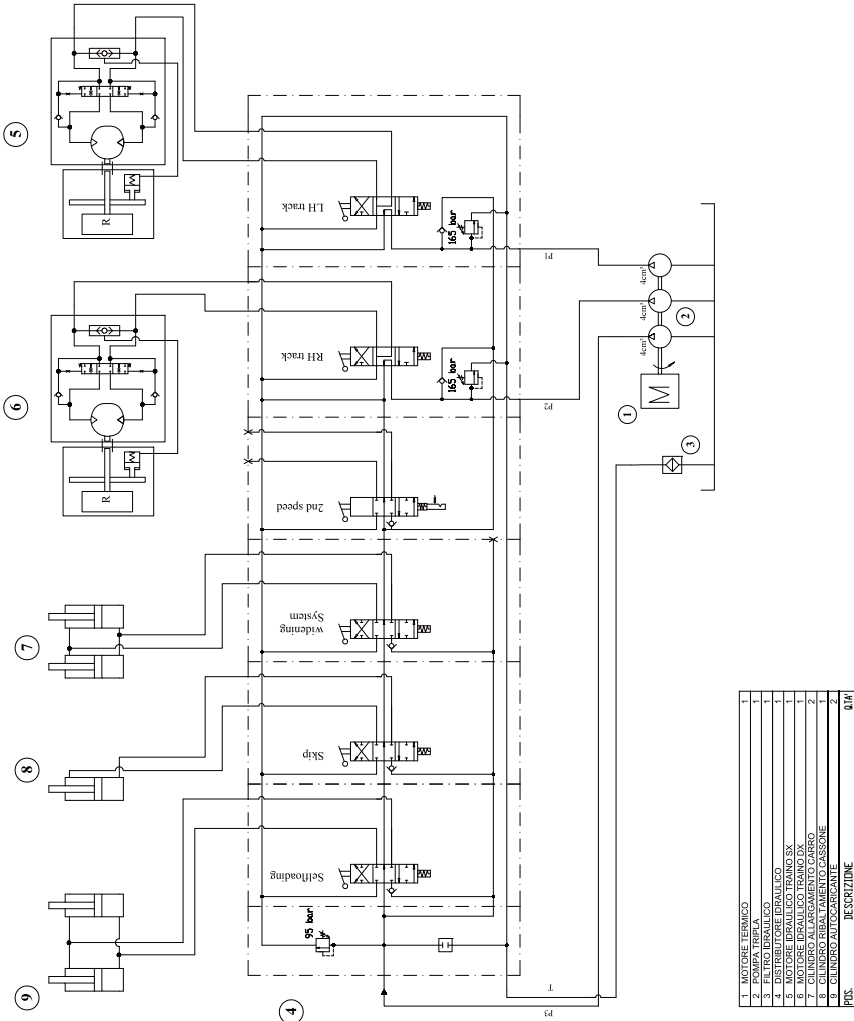 5
R
6
R
7
8
9
4
LH track
165 bar
RH track
165 bar
2nd speed
widening
System
Skip
Selfloading
95 bar
P1
P2
T
P3
4cm³
4cm³
4cm³
2
1
M
3
1 MOTORE TERMICO 1
2 POMPA TRIPLA 1
3 FILTRO IDRAULICO 1
4 DISTRIBUTORE IDRAULICO 1
5 MOTORE IDRAULICO TRAINO SX 1
6 MOTORE IDRAULICO TRAINO DX 1
7 CILINDRO ALLARGAMENTO CARRO 2
8 CILINDRO RIBALTAMENTO CASSONE 1
9 CILINDRO AUTOCARICANTE 2
POS. DESCRIZIONE Q.TA'